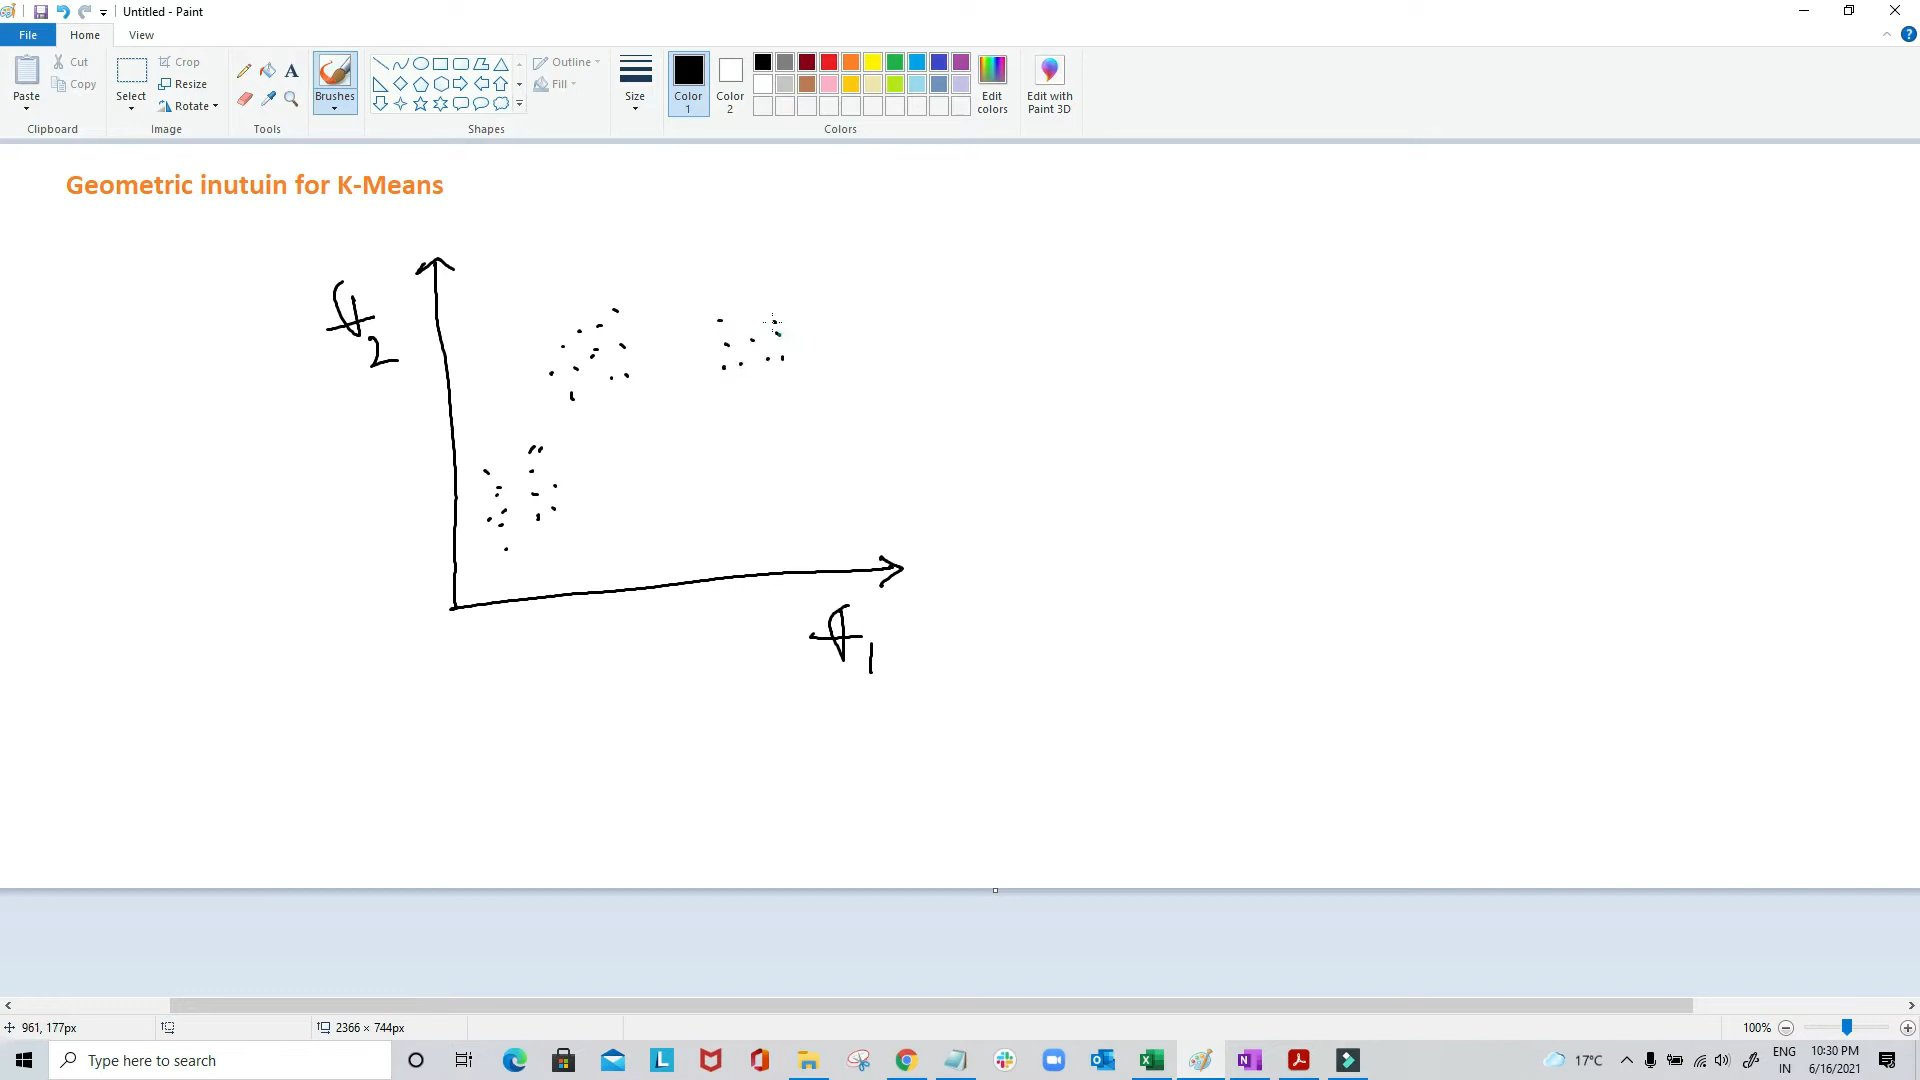 Untitled - Paint
File Home View
Paste
Cut
Copy
Clipboard
Select
Crop
Resize
Rotate
Image
A
Tools
Brushes
Shapes
Outline
Fill
Size
Color 1
Color 2
Edit colors
Colors
Edit with Paint 3D
Geometric inutuin for K-Means
f2
f1
961, 177px
2366 × 744px
100%
Type here to search
17°C
ENG
IN
10:30 PM
6/16/2021